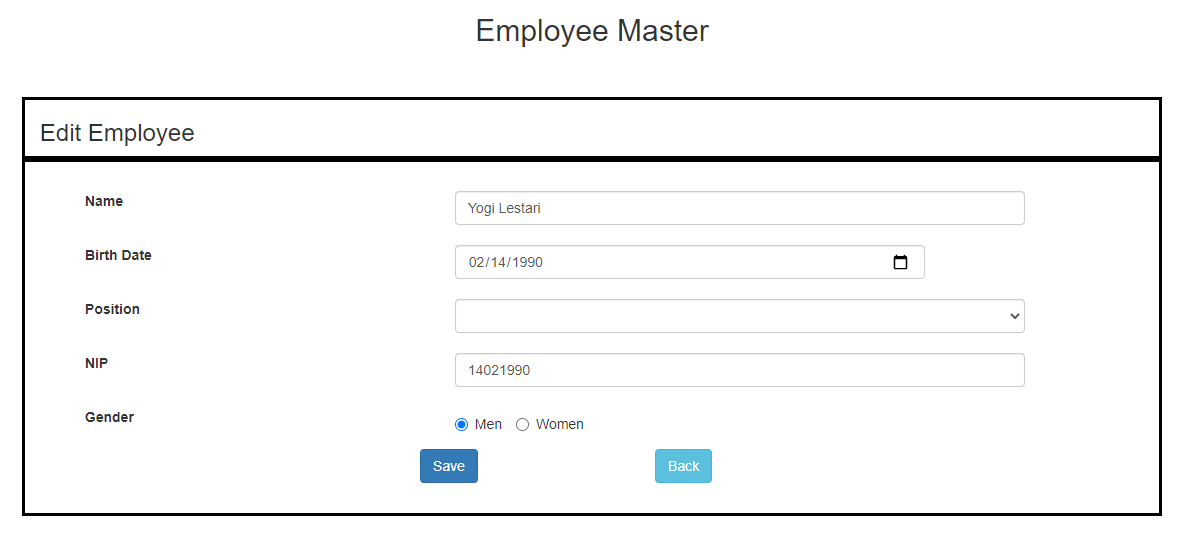 Employee Master
Edit Employee
Name
Yogi Lestari
Birth Date
02/14/1990
Position
NIP
14021990
Gender
Men Women
Save Back